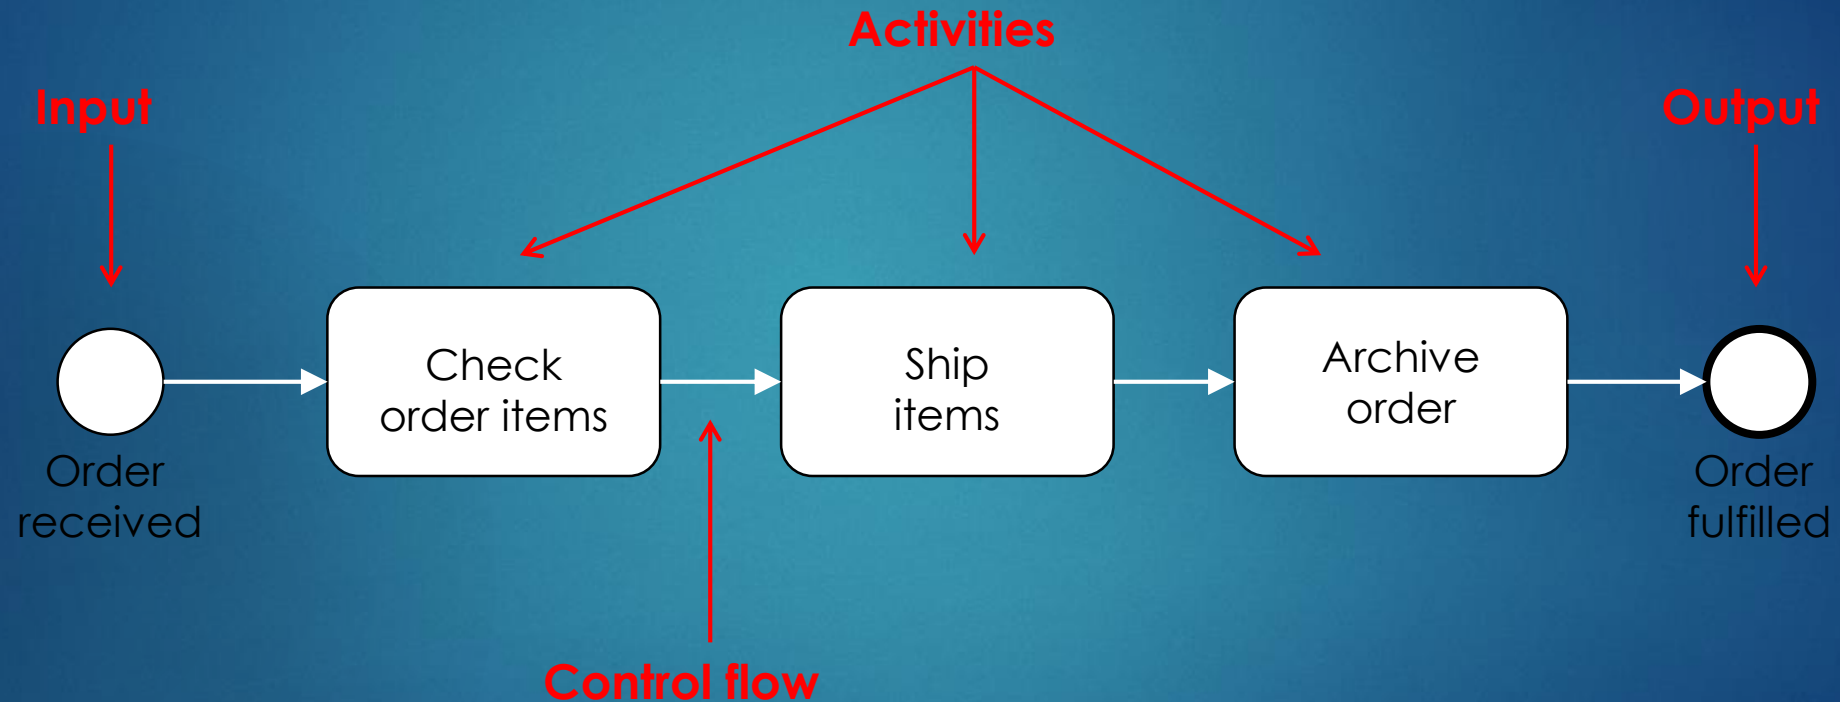 Activities
Input
Output
Check
order items
Ship
items
Archive
order
Order
received
Order
fulfilled
Control flow